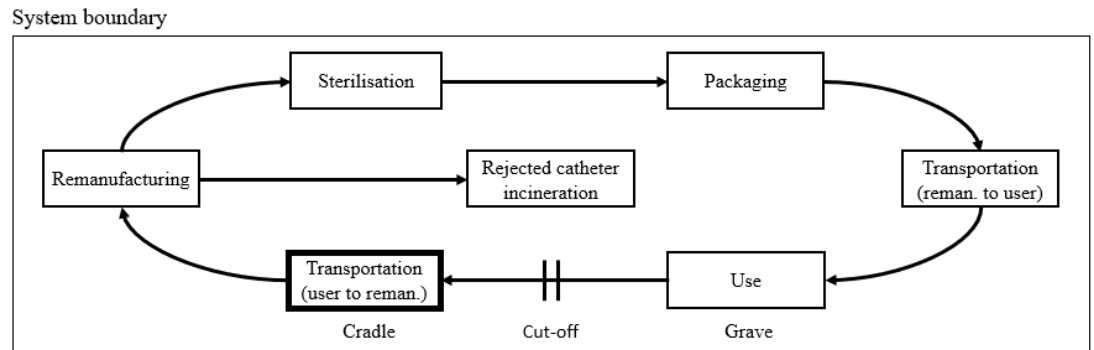 System boundary
Sterilisation
Packaging
Remanufacturing
Rejected catheter
incineration
Transportation
(reman. to user)
Transportation
(user to reman.)
Use
Cradle
Cut-off
Grave